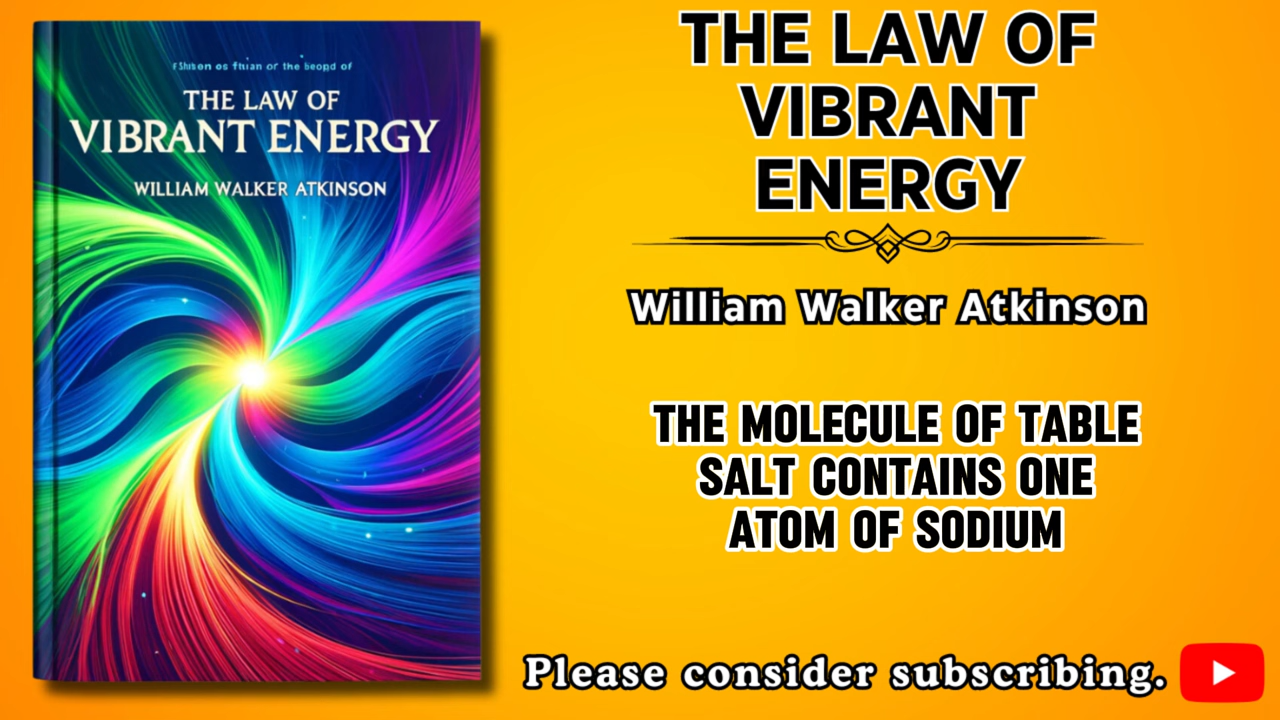 THE LAW OF
VIBRANT ENERGY
WILLIAM WALKER ATKINSON
THE LAW OF
VIBRANT
ENERGY
William Walker Atkinson
THE MOLECULE OF TABLE
SALT CONTAINS ONE
ATOM OF SODIUM
Please consider subscribing.